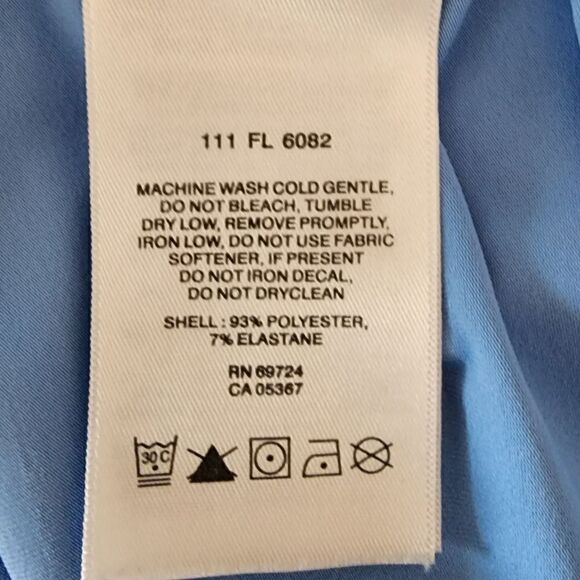 111 FL 6082
MACHINE WASH COLD GENTLE,
DO NOT BLEACH, TUMBLE
DRY LOW, REMOVE PROMPTLY,
IRON LOW, DO NOT USE FABRIC
SOFTENER, IF PRESENT
DO NOT IRON DECAL,
DO NOT DRYCLEAN
SHELL : 93% POLYESTER,
7% ELASTANE
RN 69724
CA 05367
30 C